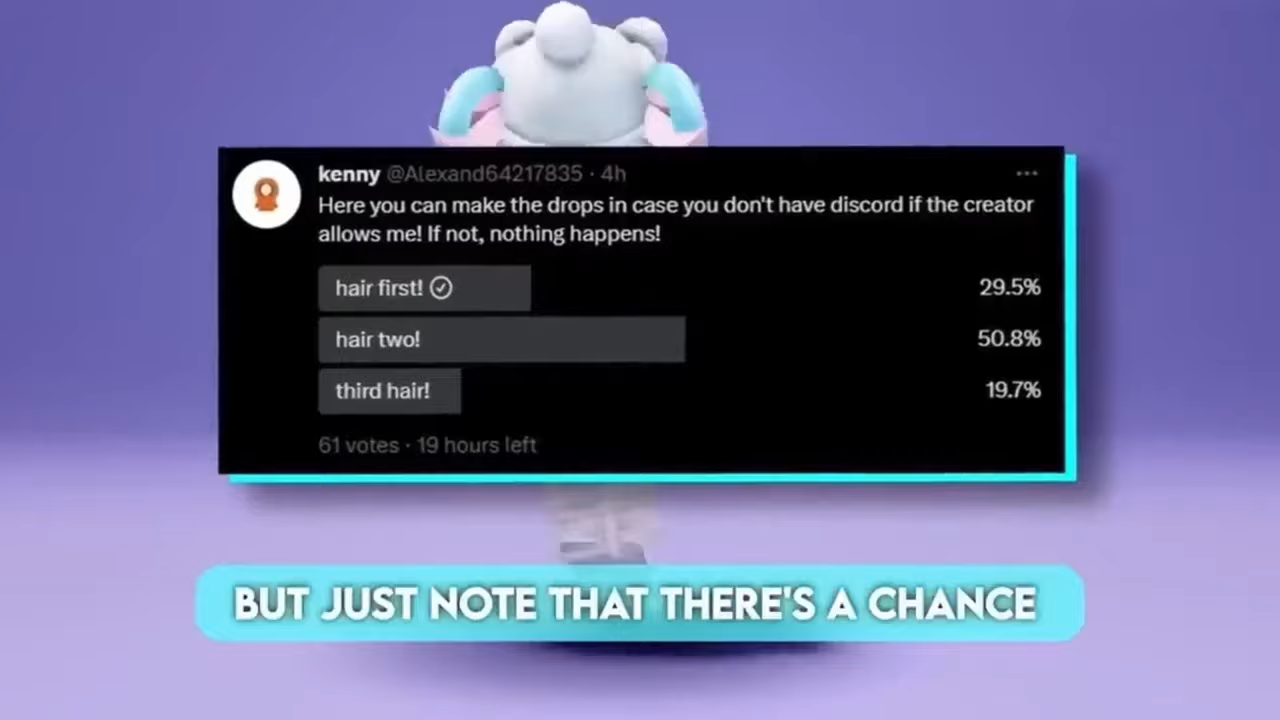 kenny @Alexand64217835 · 4h
Here you can make the drops in case you don't have discord if the creator
allows me! If not, nothing happens!
hair first! 29.5%
hair two! 50.8%
third hair! 19.7%
61 votes · 19 hours left
BUT JUST NOTE THAT THERE'S A CHANCE